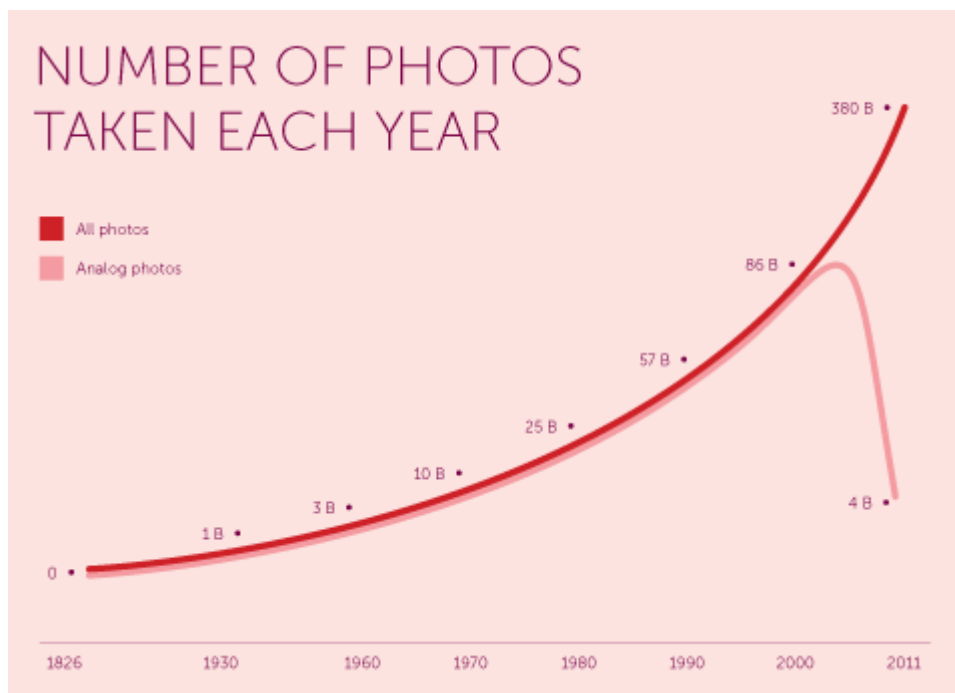 NUMBER OF PHOTOS
TAKEN EACH YEAR
380 B
All photos
Analog photos
86 B
57 B
25 B
10 B
4 B
3 B
1 B
0
1826 1930 1960 1970 1980 1990 2000 2011